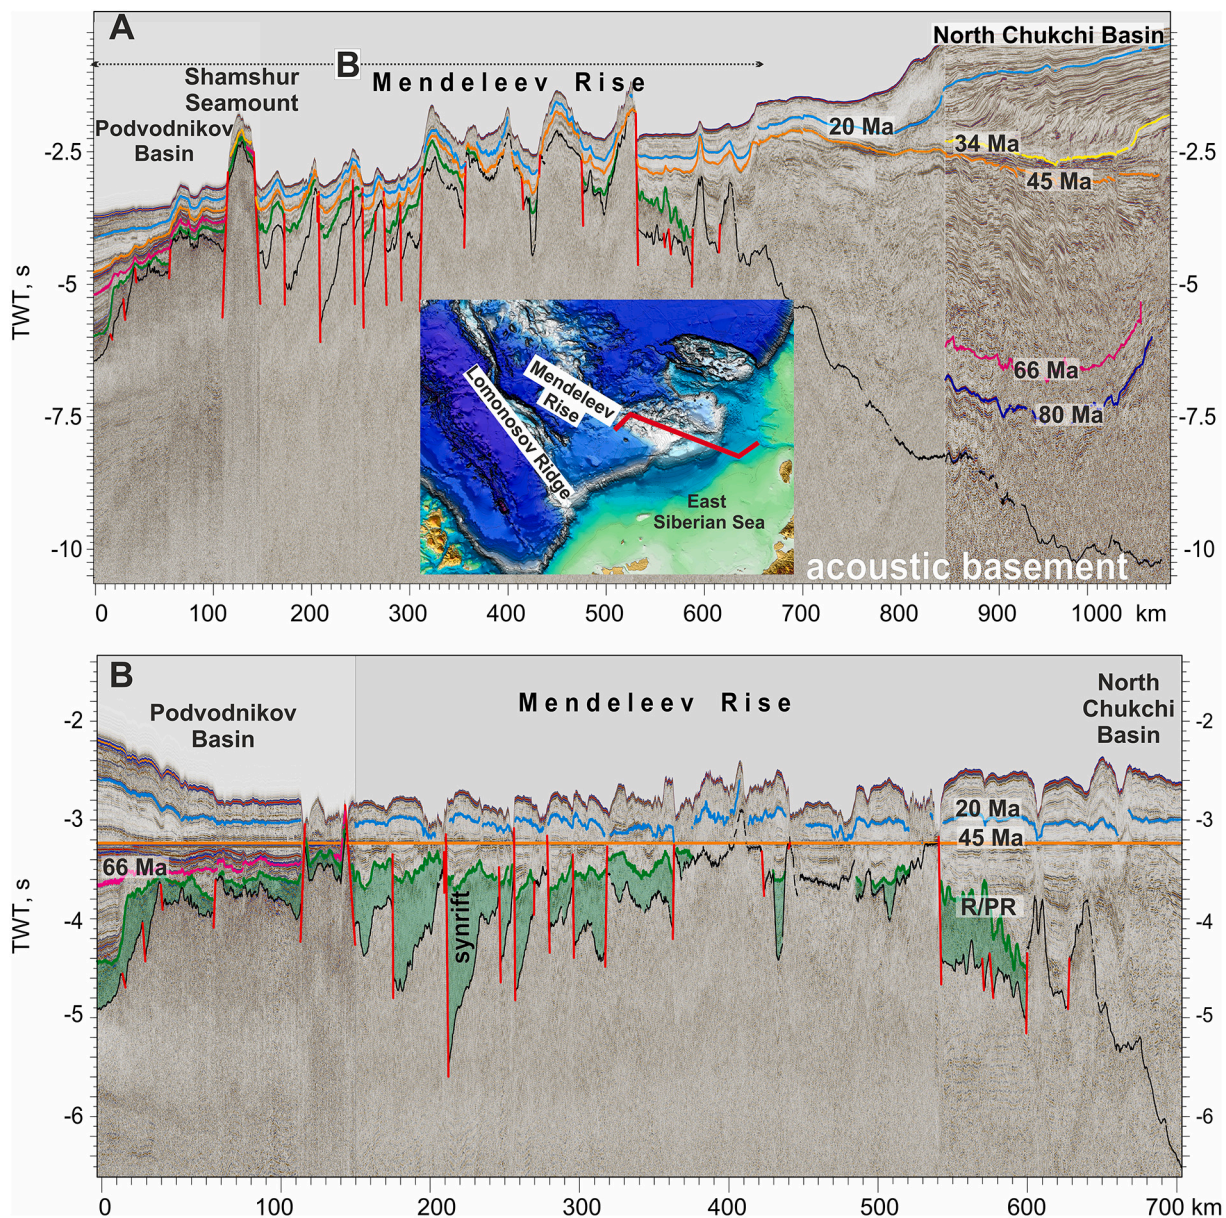 A
North Chukchi Basin
B
Shamshur
Seamount
Mendeleev Rise
Podvodnikov
Basin
20 Ma
34 Ma
45 Ma
66 Ma
80 Ma
-2.5
-5
-7.5
-10
TWT, s
-2.5
-5
-7.5
-10
Mendeleev
Rise
Lomonosov Ridge
East
Siberian Sea
acoustic basement
0 100 200 300 400 500 600 700 800 900 1000 km
B
Mendeleev Rise
North
Chukchi
Basin
Podvodnikov
Basin
20 Ma
45 Ma
66 Ma
R/PR
synrift
-2
-3
-4
-5
-6
TWT, s
-2
-3
-4
-5
-6
0 100 200 300 400 500 600 700 km